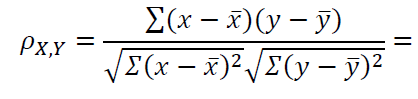 ρX,Y = Σ(x − x̄)(y − ȳ) / √Σ(x − x̄)² √Σ(y − ȳ)² =